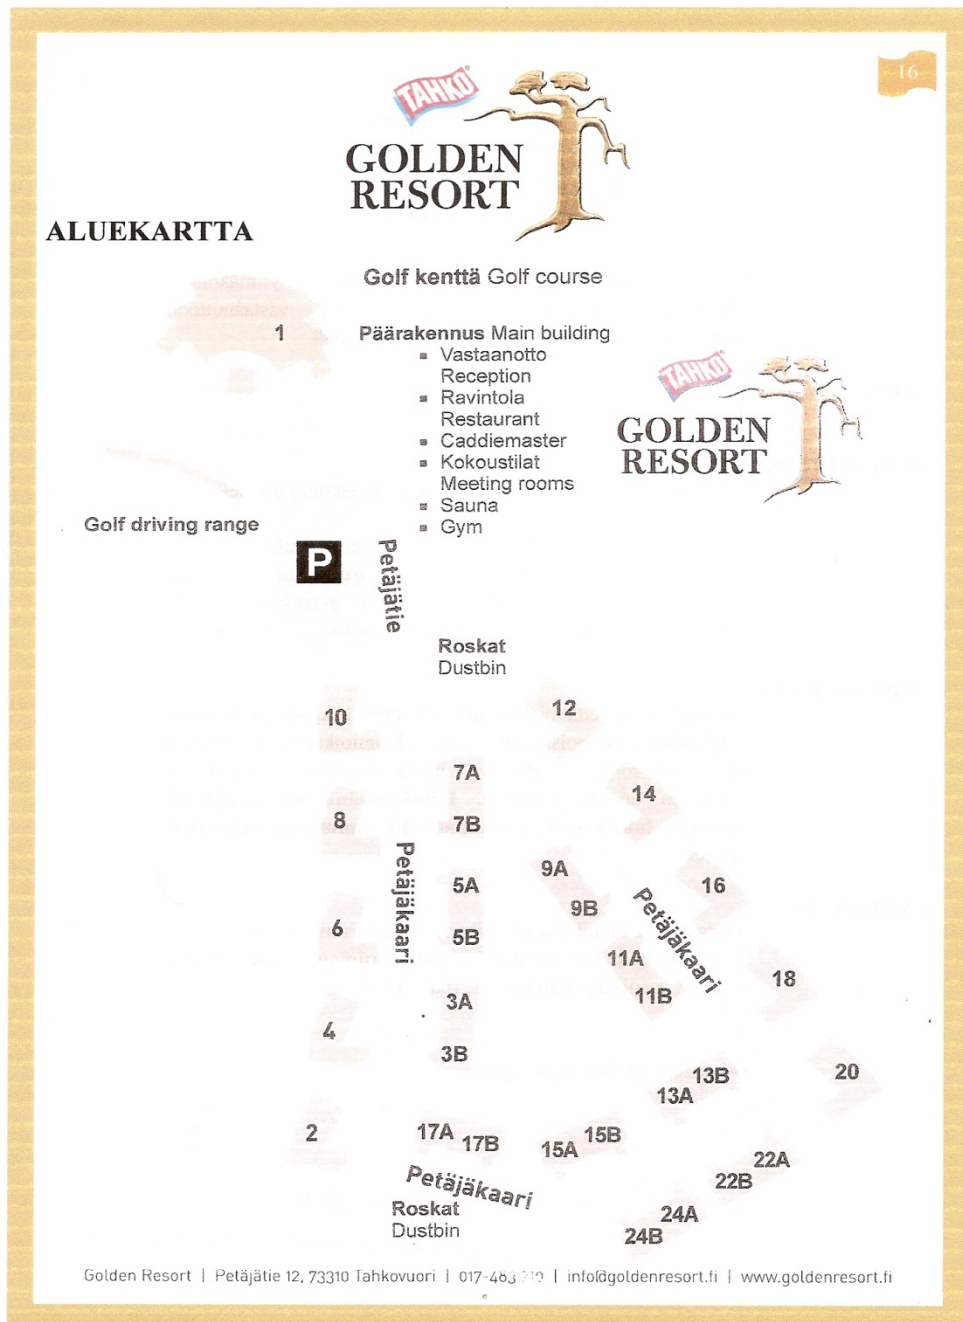 16
TAHKO
GOLDEN
RESORT
ALUEKARTTA
Golf kenttä Golf course
1
Päärakennus Main building
Vastaanotto
Reception
Ravintola
Restaurant
Caddiemaster
Kokoustilat
Meeting rooms
Sauna
Gym
TAHKO
GOLDEN
RESORT
Golf driving range
P
Petäjätie
Roskat
Dustbin
10
12
7A
14
8
7B
Petäjäkaari
5A
9A
16
6
5B
9B
Petäjäkaari
11A
18
3A
11B
4
3B
13B
20
13A
2
17A
17B
15A
15B
22A
22B
Petäjäkaari
Roskat
Dustbin
24A
24B
Golden Resort | Petäjätie 12, 73310 Tahkovuori | 017-483 | info@goldenresort.fi | www.goldenresort.fi